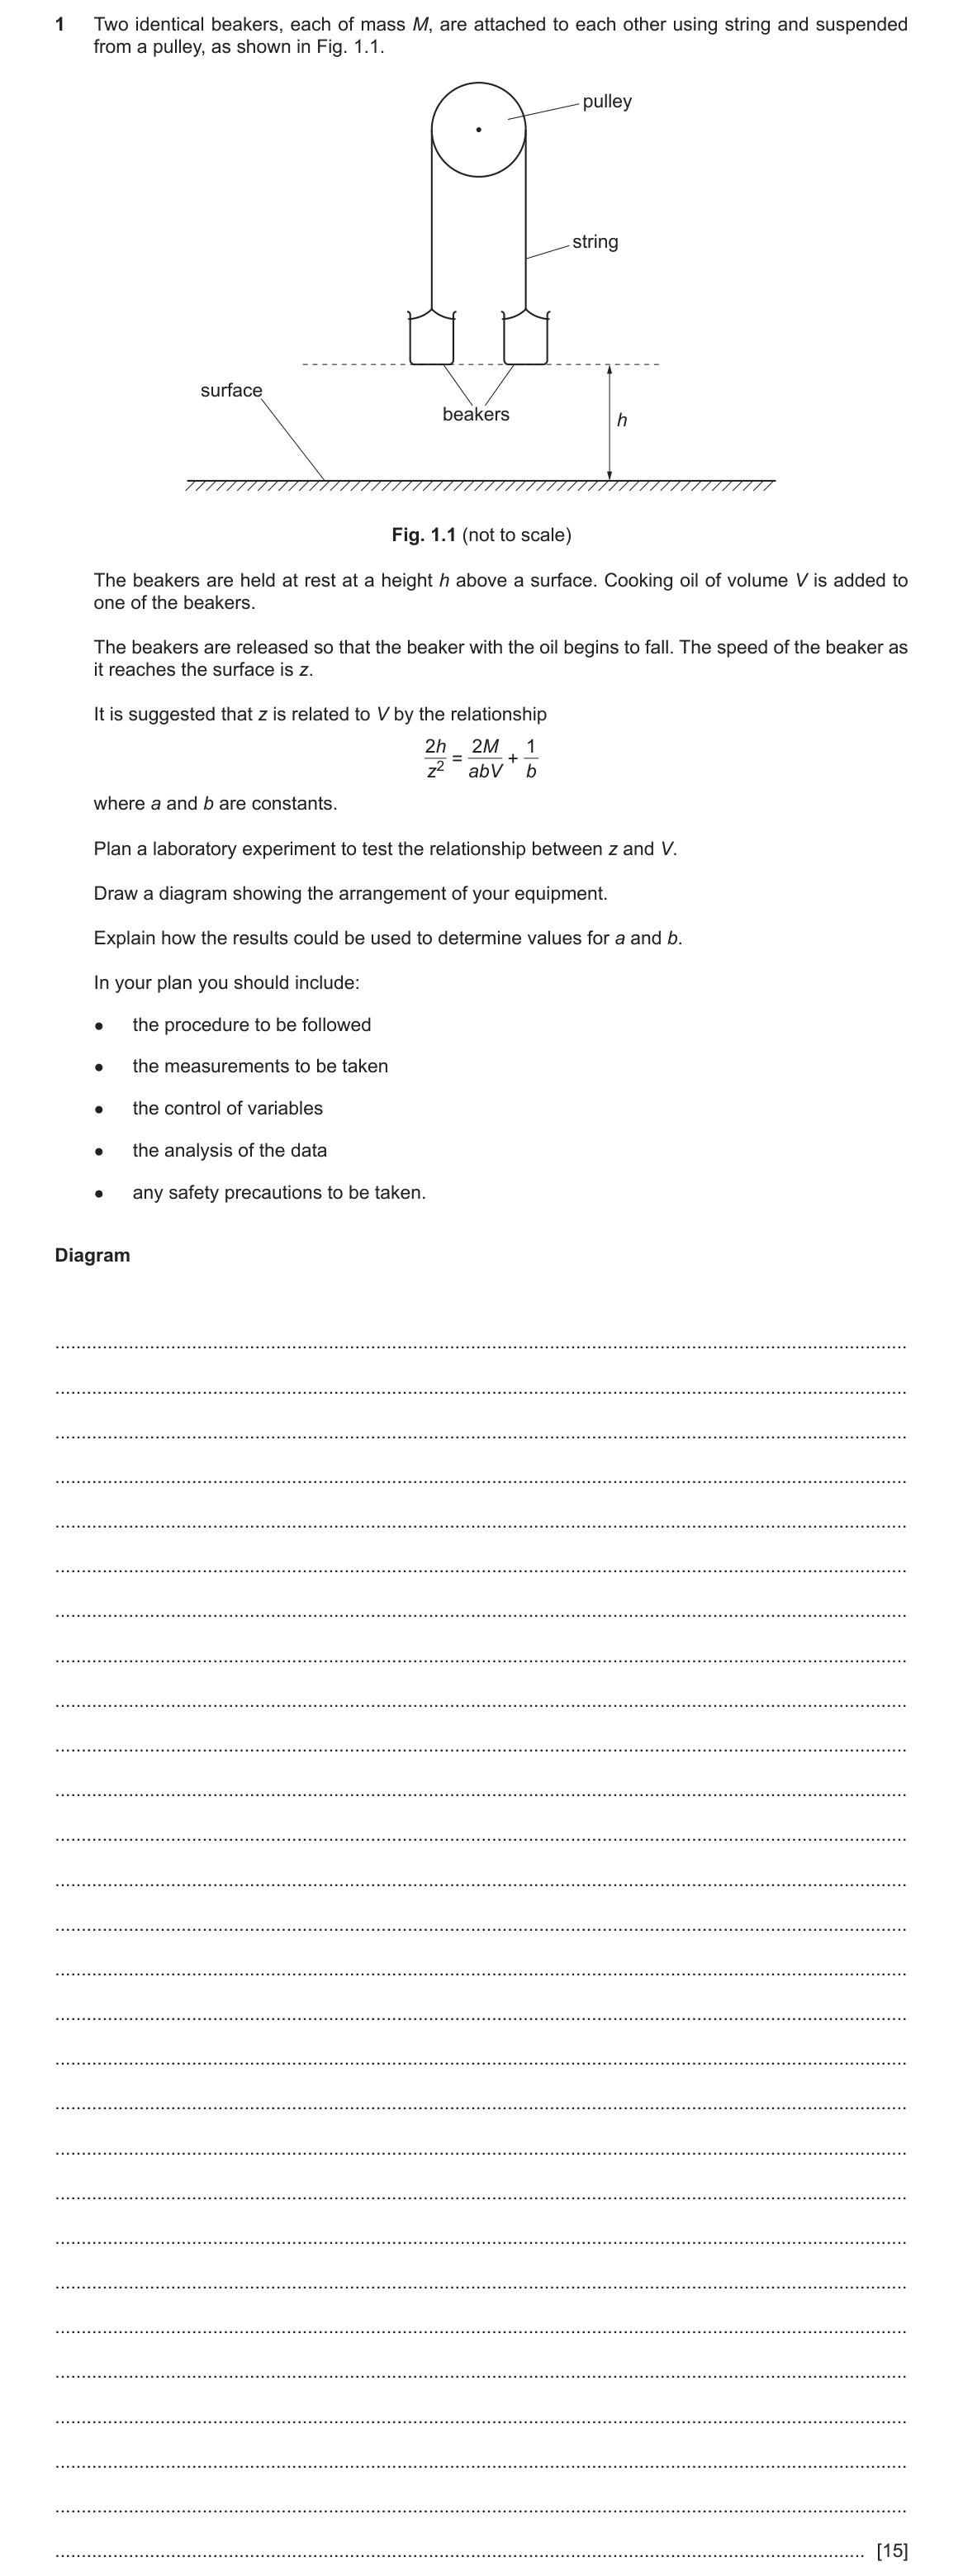 1 Two identical beakers, each of mass M, are attached to each other using string and suspended
from a pulley, as shown in Fig. 1.1.
pulley
string
surface
beakers
h
Fig. 1.1 (not to scale)
The beakers are held at rest at a height h above a surface. Cooking oil of volume V is added to
one of the beakers.
The beakers are released so that the beaker with the oil begins to fall. The speed of the beaker as
it reaches the surface is z.
It is suggested that z is related to V by the relationship
2h/z² = 2M/abV + 1/b
where a and b are constants.
Plan a laboratory experiment to test the relationship between z and V.
Draw a diagram showing the arrangement of your equipment.
Explain how the results could be used to determine values for a and b.
In your plan you should include:
• the procedure to be followed
• the measurements to be taken
• the control of variables
• the analysis of the data
• any safety precautions to be taken.
Diagram
[15]